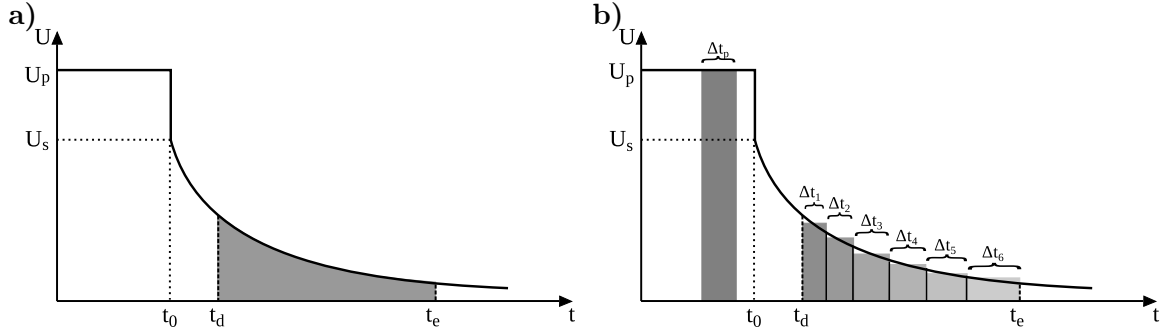 a)
U
Up
Us
t0
td
te
t
b)
U
Δtp
Up
Us
Δt1
Δt2
Δt3
Δt4
Δt5
Δt6
t0
td
te
t